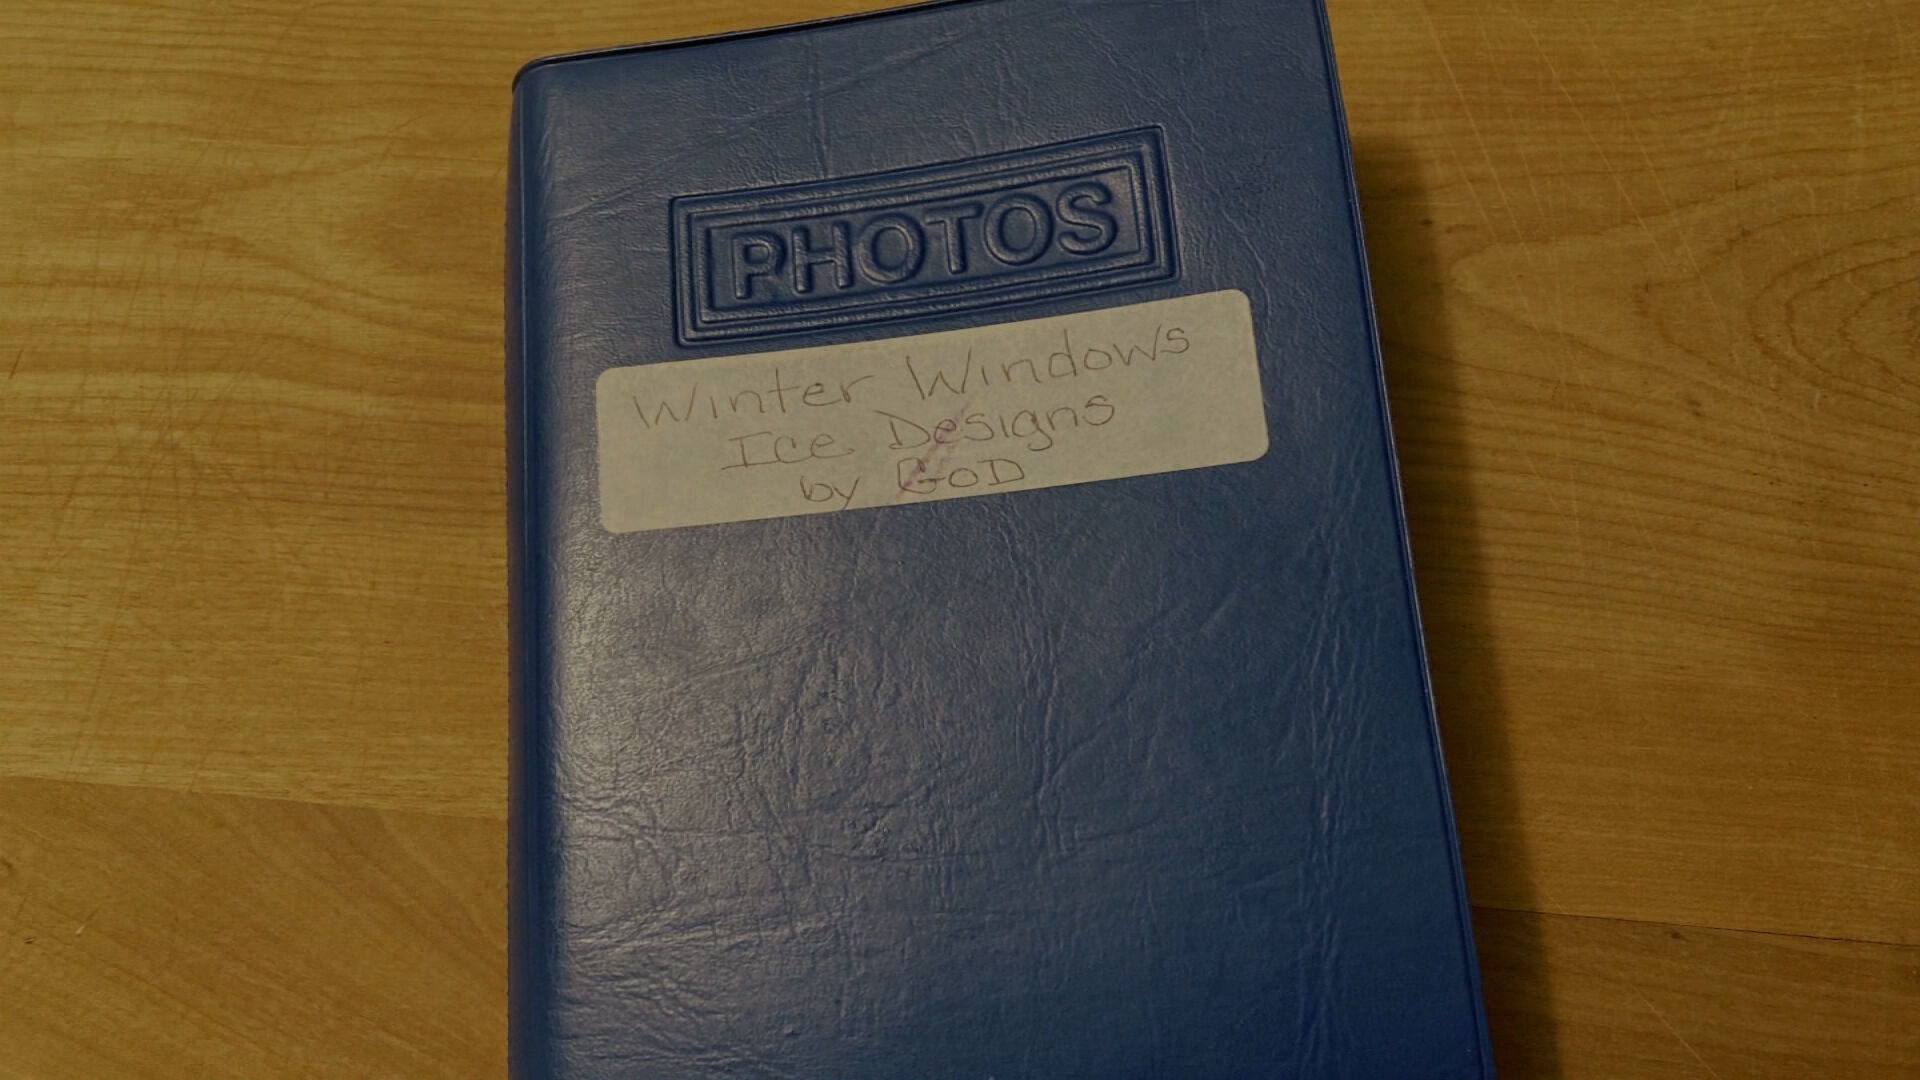 PHOTOS
Winter Windows
Ice Designs
by GoD